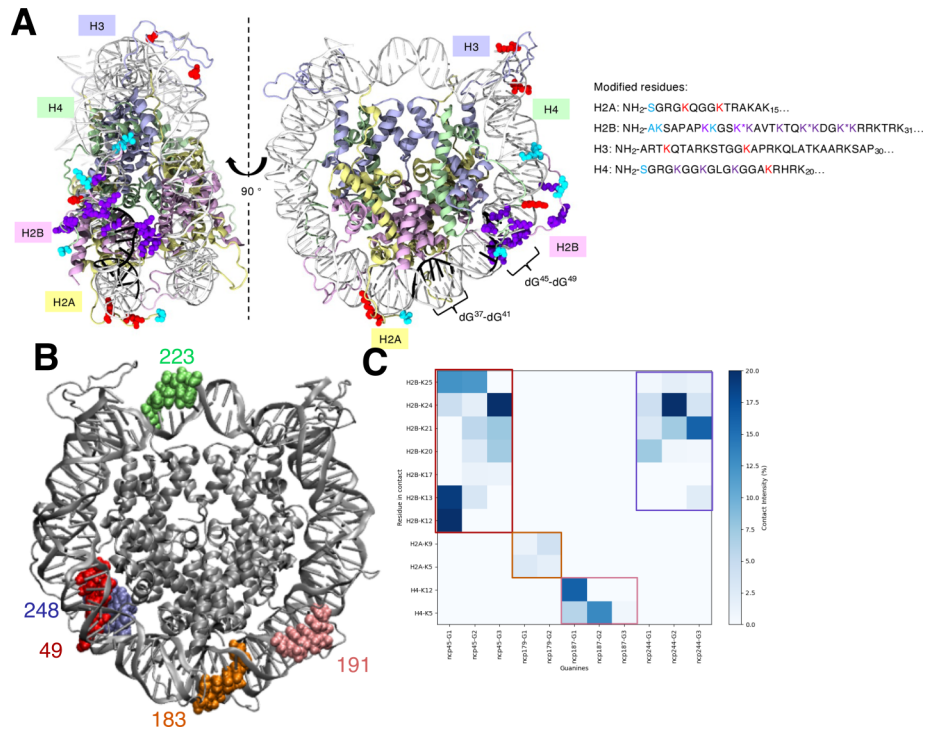 A
H3
H4
H2B
H2A
90 °
H3
H4
H2B
dG45-dG49
dG37-dG41
H2A
Modified residues:
H2A: NH2-SGRGKQGGKTRAKAK15...
H2B: NH2-AKSAPAPKKGSK*KAVTKTQK*KDGK*KRRKTRK31...
H3: NH2-ARTKQTARKSTGGKAPRKQLATKAARKSAP30...
H4: NH2-SGRGKGGKGLGKGGAKRHRK20...
B
223
248
49
183
191
C
H2B-K25
H2B-K24
H2B-K21
H2B-K20
H2B-K17
H2B-K13
H2B-K12
H2A-K9
H2A-K5
H4-K12
H4-K5
Residue in contact
ncp45-G1
ncp45-G2
ncp45-G3
ncp179-G1
ncp179-G2
ncp187-G1
ncp187-G2
ncp187-G3
ncp244-G1
ncp244-G2
ncp244-G3
Guanines
20.0
17.5
15.0
12.5
10.0
7.5
5.0
2.5
0.0
Contact Intensity (%)